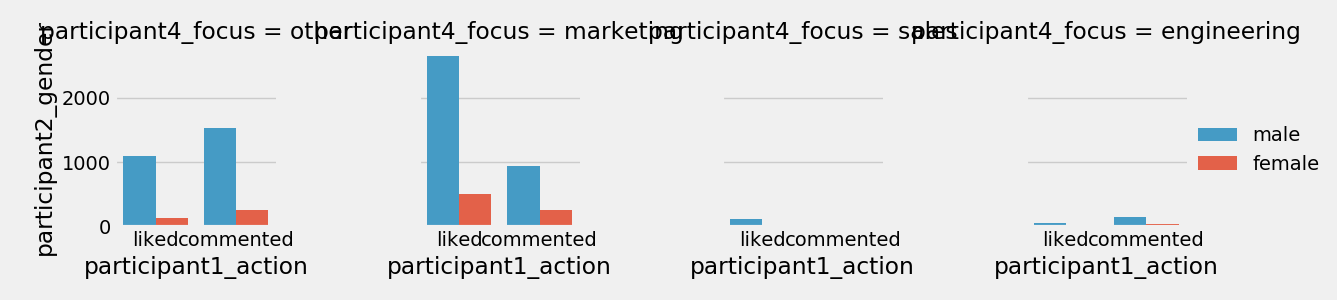 participant4_focus = other
participant4_focus = marketing
participant4_focus = sales
participant4_focus = engineering
participant2_gender
2000
1000
0
liked commented
liked commented
liked commented
liked commented
participant1_action
participant1_action
participant1_action
participant1_action
male
female